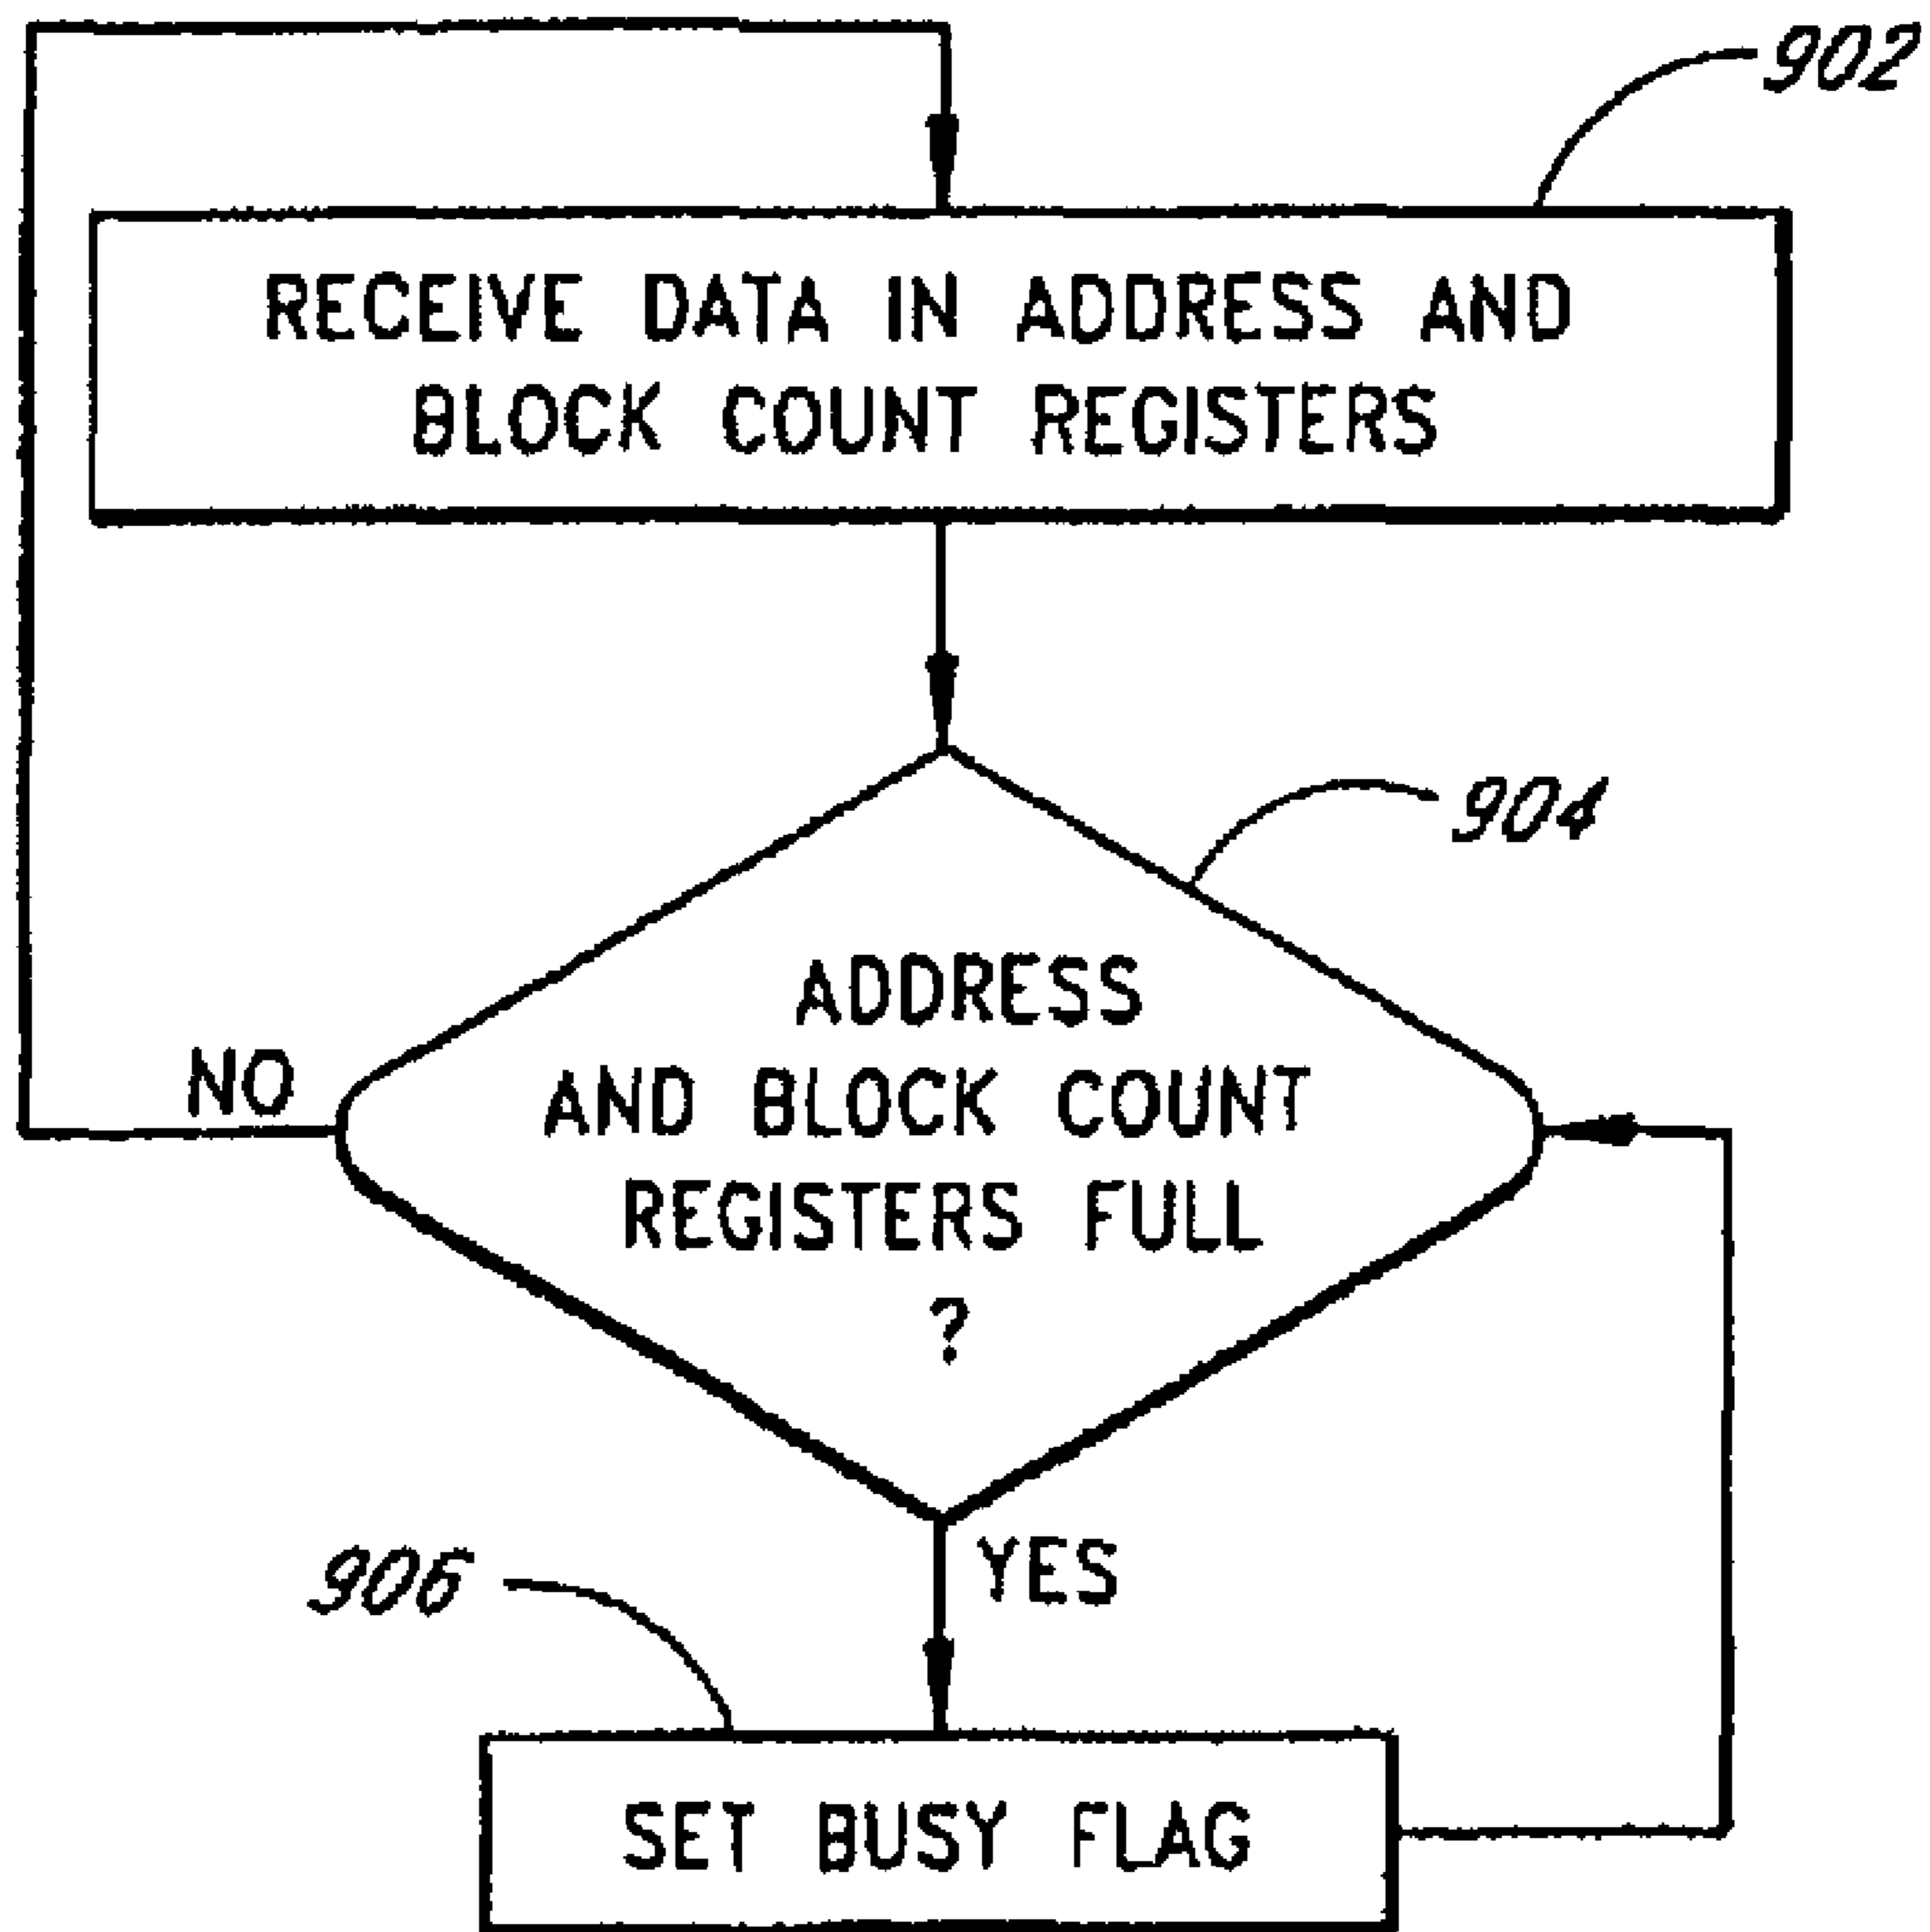 902
RECEIVE DATA IN ADDRESS AND
BLOCK COUNT REGISTERS
904
ADDRESS
AND BLOCK COUNT
REGISTERS FULL
?
NO
YES
906
SET BUSY FLAG